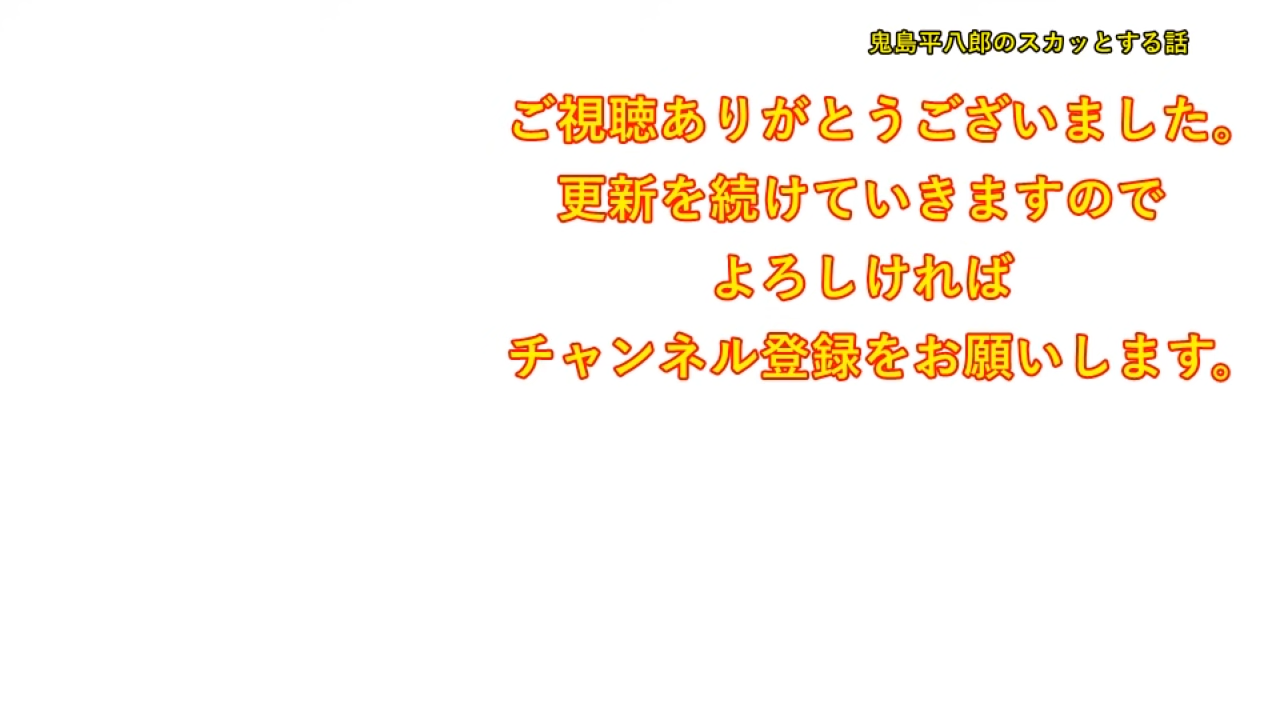 鬼島平八郎のスカッとする話
ご視聴ありがとうございました。
更新を続けていきますので
よろしければ
チャンネル登録をお願いします。